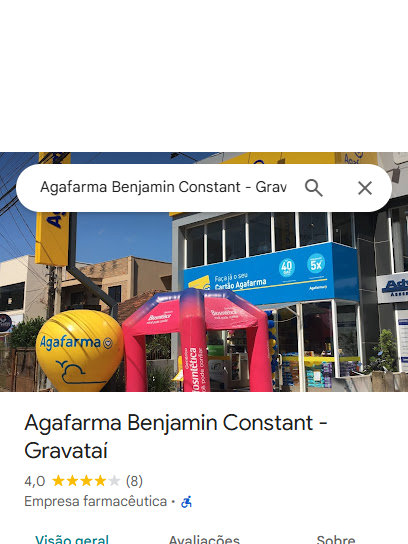 Agafarma Benjamin Constant - Grav
Faça já o seu
Cartão Agafarma
40
5x
Agafarma
Biosintética
Agafarma Benjamin Constant -
Gravataí
4,0 (8)
Empresa farmacêutica ·
Visão geral Avaliações Sobre